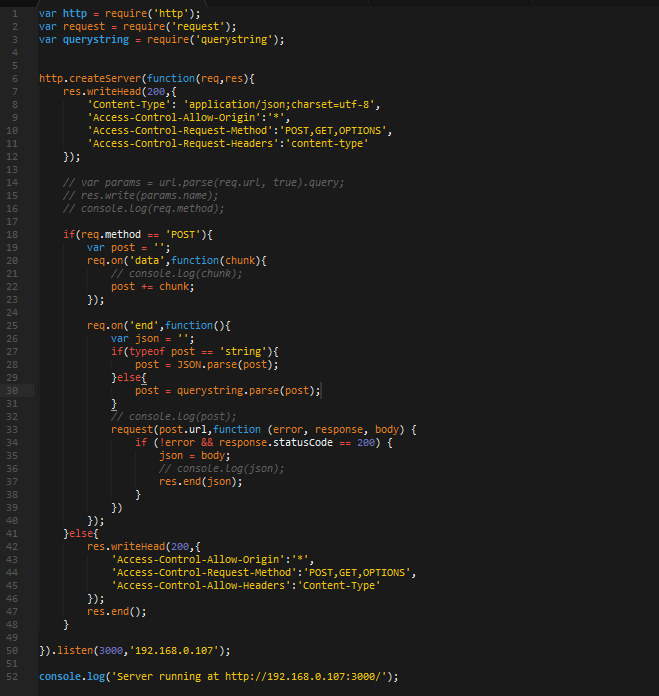 1 var http = require('http');
2 var request = require('request');
3 var querystring = require('querystring');
4
5
6 http.createServer(function(req,res){
7     res.writeHead(200,{
8         'Content-Type': 'application/json;charset=utf-8',
9         'Access-Control-Allow-Origin':'*',
10         'Access-Control-Request-Method':'POST,GET,OPTIONS',
11         'Access-Control-Request-Headers':'content-type'
12     });
13
14     // var params = url.parse(req.url, true).query;
15     // res.write(params.name);
16     // console.log(req.method);
17
18     if(req.method == 'POST'){
19         var post = '';
20         req.on('data',function(chunk){
21             // console.log(chunk);
22             post += chunk;
23         });
24
25         req.on('end',function(){
26             var json = '';
27             if(typeof post == 'string'){
28                 post = JSON.parse(post);
29             }else{
30                 post = querystring.parse(post);
31             }
32             // console.log(post);
33             request(post.url,function (error, response, body) {
34                 if (!error && response.statusCode == 200) {
35                     json = body;
36                     // console.log(json);
37                     res.end(json);
38                 }
39             })
40         });
41     }else{
42         res.writeHead(200,{
43             'Access-Control-Allow-Origin':'*',
44             'Access-Control-Request-Method':'POST,GET,OPTIONS',
45             'Access-Control-Allow-Headers':'Content-Type'
46         });
47         res.end();
48     }
49
50 }).listen(3000,'192.168.0.107');
51
52 console.log('Server running at http://192.168.0.107:3000/');